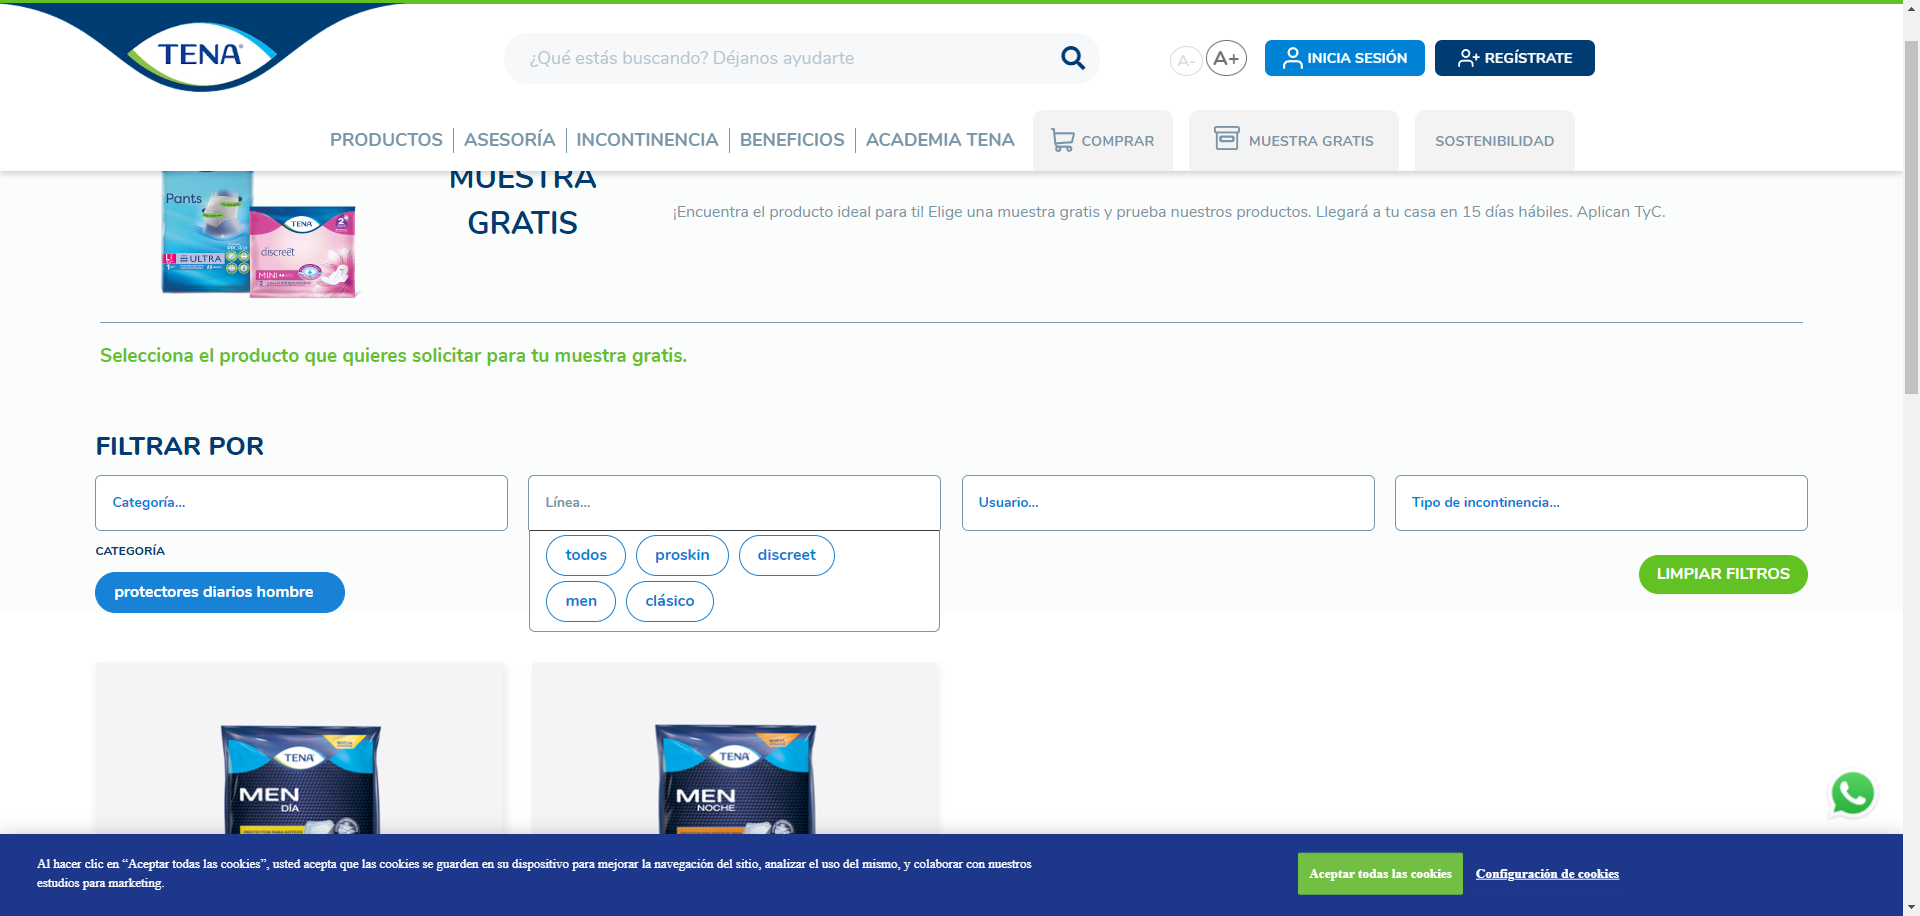 TENA
¿Qué estás buscando? Déjanos ayudarte
A-
A+
INICIA SESIÓN
REGÍSTRATE
PRODUCTOS
ASESORÍA
INCONTINENCIA
BENEFICIOS
ACADEMIA TENA
COMPRAR
MUESTRA GRATIS
SOSTENIBILIDAD
MUESTRA
GRATIS
¡Encuentra el producto ideal para ti! Elige una muestra gratis y prueba nuestros productos. Llegará a tu casa en 15 días hábiles. Aplican TyC.
Pants
ULTRA
TENA
discreet
MINI
Selecciona el producto que quieres solicitar para tu muestra gratis.
FILTRAR POR
Categoría...
Línea...
Usuario...
Tipo de incontinencia...
CATEGORÍA
protectores diarios hombre
todos
proskin
discreet
men
clásico
LIMPIAR FILTROS
TENA
MEN
DÍA
TENA
MEN
NOCHE
Al hacer clic en “Aceptar todas las cookies”, usted acepta que las cookies se guarden en su dispositivo para mejorar la navegación del sitio, analizar el uso del mismo, y colaborar con nuestros
estudios para marketing.
Aceptar todas las cookies
Configuración de cookies